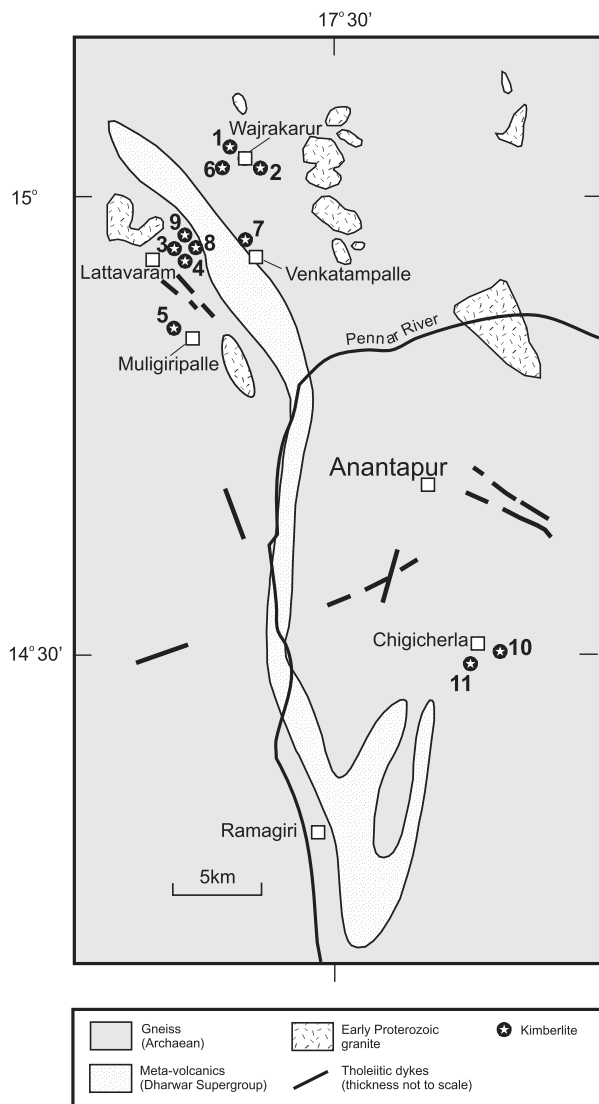 17°30'
Wajrakarur
1
6
2
15°
9
7
3
8
4
Lattavaram
Venkatampalle
5
Muligiripalle
Pennar River
Anantapur
14°30'
Chigicherla
10
11
Ramagiri
5km
Gneiss
(Archaean)
Early Proterozoic
granite
Kimberlite
Meta-volcanics
(Dharwar Supergroup)
Tholeiitic dykes
(thickness not to scale)